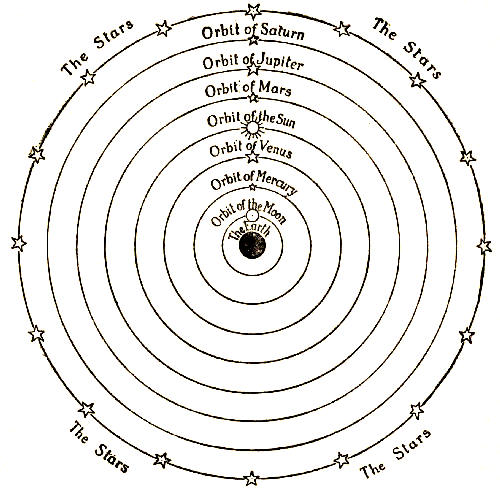 The Stars
The Stars
Orbit of Saturn
Orbit of Jupiter
Orbit of Mars
Orbit of the Sun
Orbit of Venus
Orbit of Mercury
Orbit of the Moon
The Earth
The Stars
The Stars